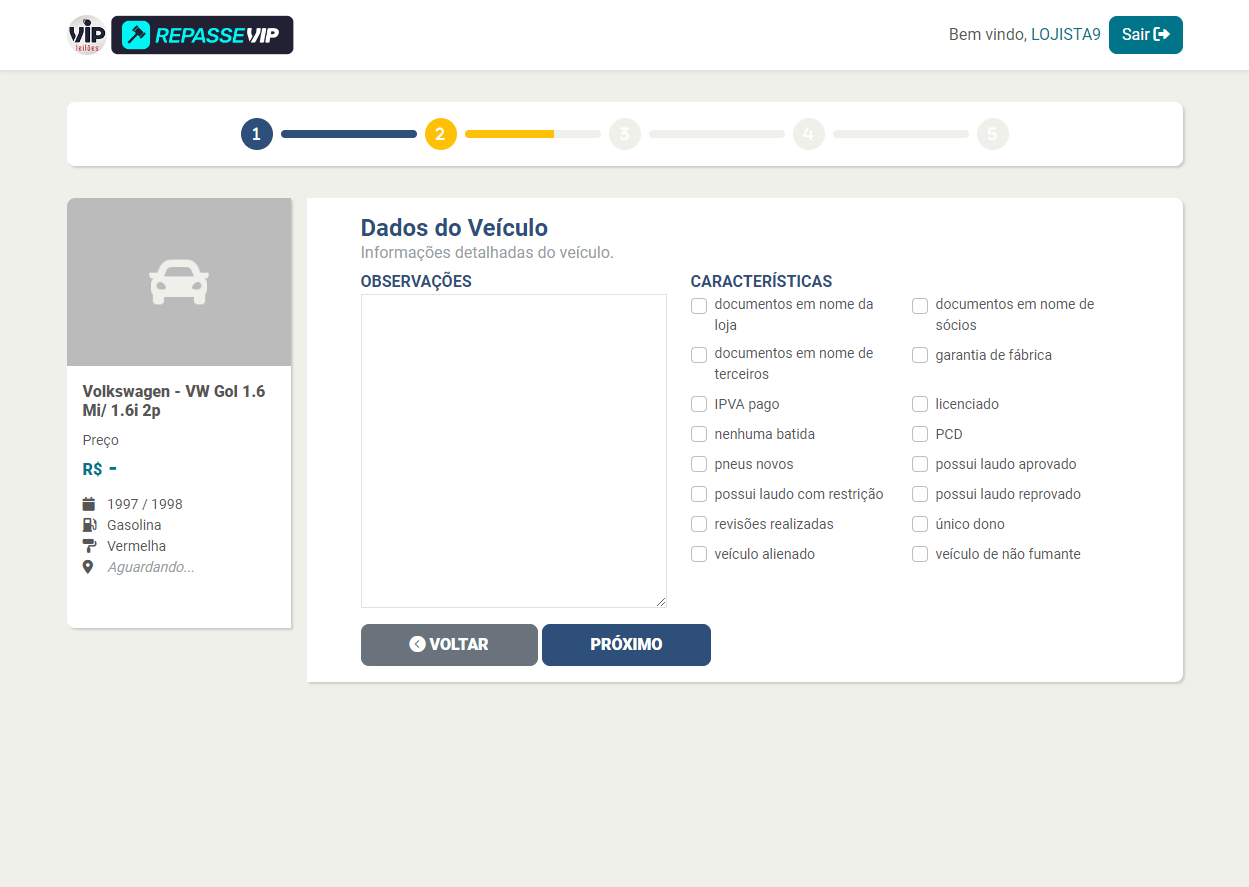 VIP
leilões
REPASSEVIP
Bem vindo, LOJISTA9
Sair
1
2
3
4
5
Volkswagen - VW Gol 1.6
Mi/ 1.6i 2p
Preço
R$ -
1997 / 1998
Gasolina
Vermelha
Aguardando...
Dados do Veículo
Informações detalhadas do veículo.
OBSERVAÇÕES
CARACTERÍSTICAS
documentos em nome da
loja
documentos em nome de
sócios
documentos em nome de
terceiros
garantia de fábrica
IPVA pago
licenciado
nenhuma batida
PCD
pneus novos
possui laudo aprovado
possui laudo com restrição
possui laudo reprovado
revisões realizadas
único dono
veículo alienado
veículo de não fumante
VOLTAR
PRÓXIMO